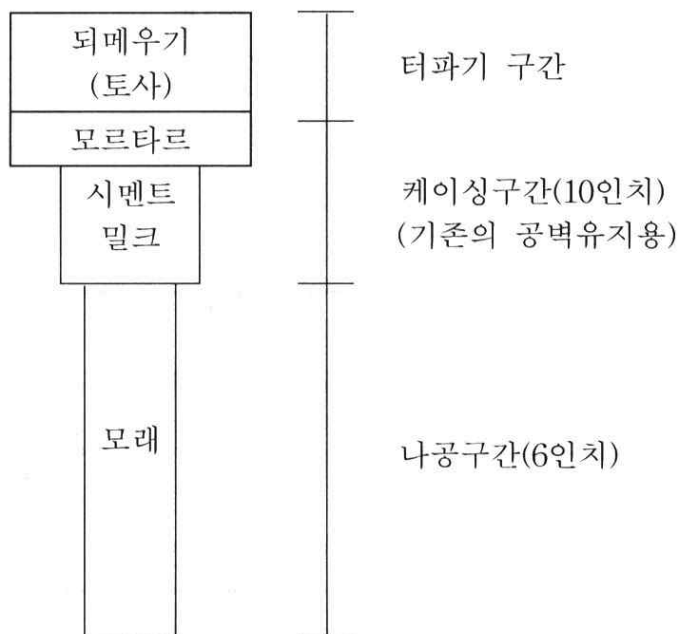 되메우기
(토사)
터파기 구간
모르타르
시멘트
밀크
케이싱구간(10인치)
(기존의 공벽유지용)
모래
나공구간(6인치)